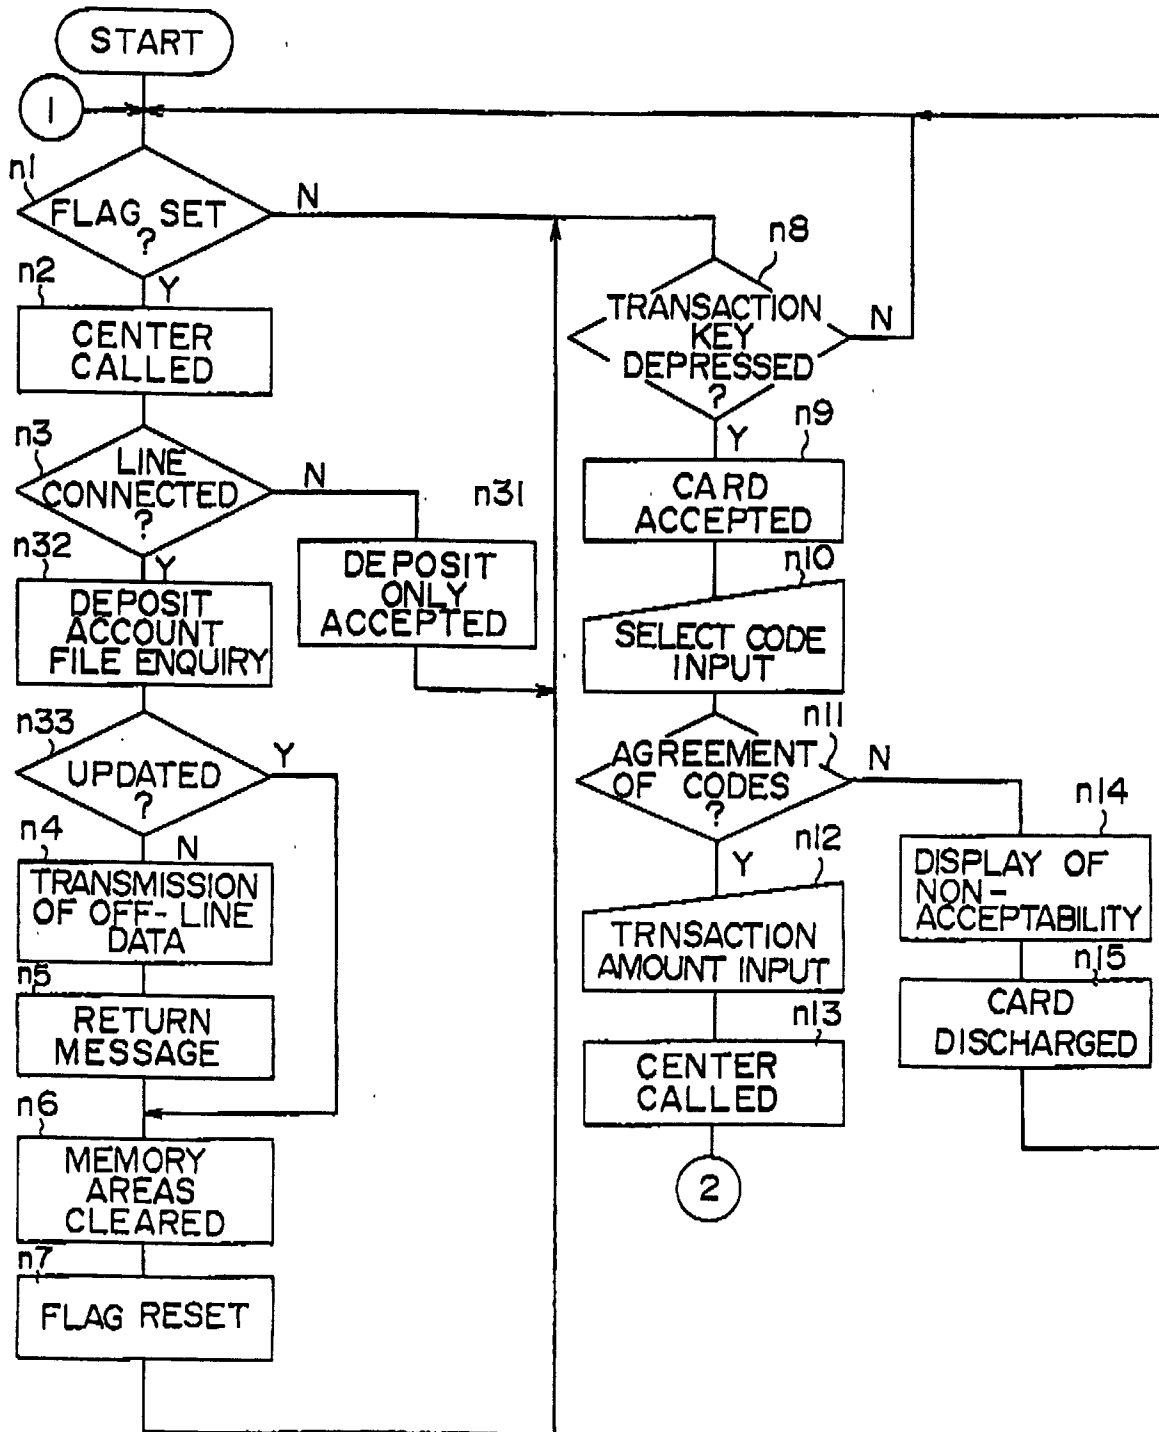 START
1
n1
FLAG SET
?
N
Y
n2
CENTER
CALLED
n3
LINE
CONNECTED
?
N
Y
n31
DEPOSIT
ONLY
ACCEPTED
n32
DEPOSIT
ACCOUNT
FILE ENQUIRY
n33
UPDATED
?
Y
N
n4
TRANSMISSION
OF OFF-LINE
DATA
n5
RETURN
MESSAGE
n6
MEMORY
AREAS
CLEARED
n7
FLAG RESET
n8
TRANSACTION
KEY
DEPRESSED
?
N
Y
n9
CARD
ACCEPTED
n10
SELECT CODE
INPUT
n11
AGREEMENT
OF CODES
?
N
Y
n12
TRNSACTION
AMOUNT INPUT
n13
CENTER
CALLED
2
n14
DISPLAY OF
NON-
ACCEPTABILITY
n15
CARD
DISCHARGED